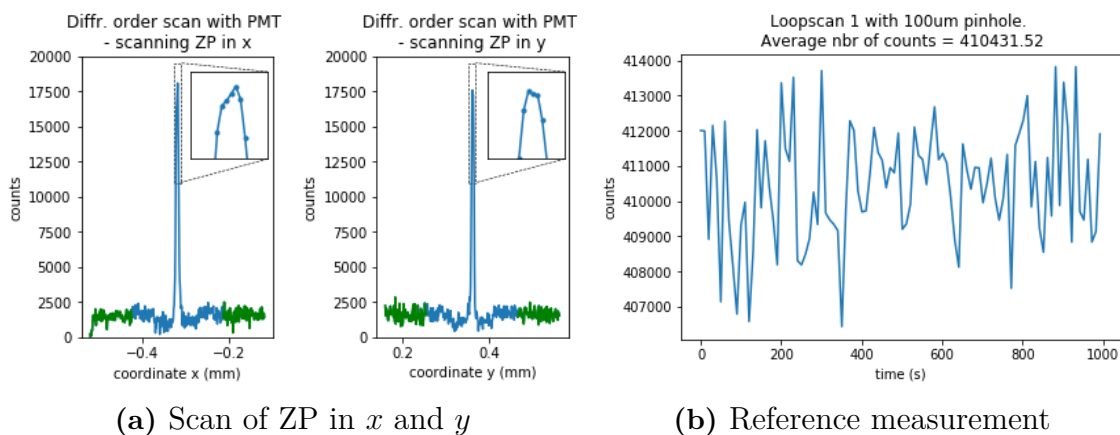 Diffr. order scan with PMT
- scanning ZP in x
20000
17500
15000
12500
10000
7500
5000
2500
0
counts
−0.4
−0.2
coordinate x (mm)
Diffr. order scan with PMT
- scanning ZP in y
20000
17500
15000
12500
10000
7500
5000
2500
0
counts
0.2
0.4
coordinate y (mm)
Loopscan 1 with 100um pinhole.
Average nbr of counts = 410431.52
414000
413000
412000
411000
410000
409000
408000
407000
counts
0
200
400
600
800
1000
time (s)
(a) Scan of ZP in x and y
(b) Reference measurement